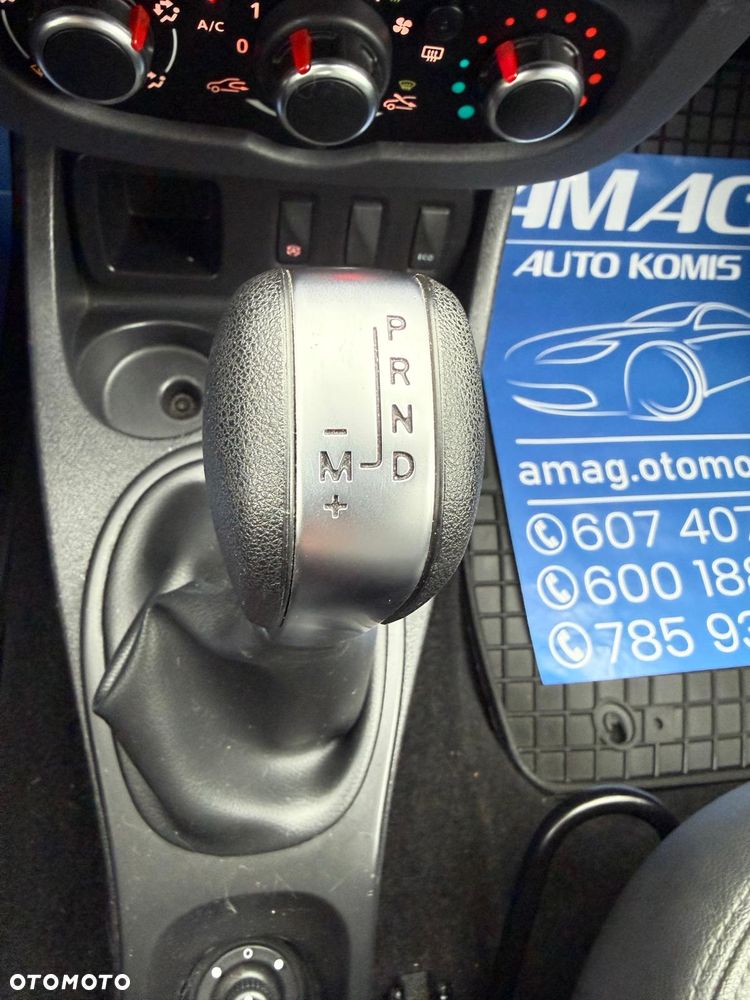 A/C
1
0
ECO
P
R
N
D
–
M
+
AMAG
AUTO KOMIS
amag.otomo
607 407
600 188
785 93
OTOMOTO